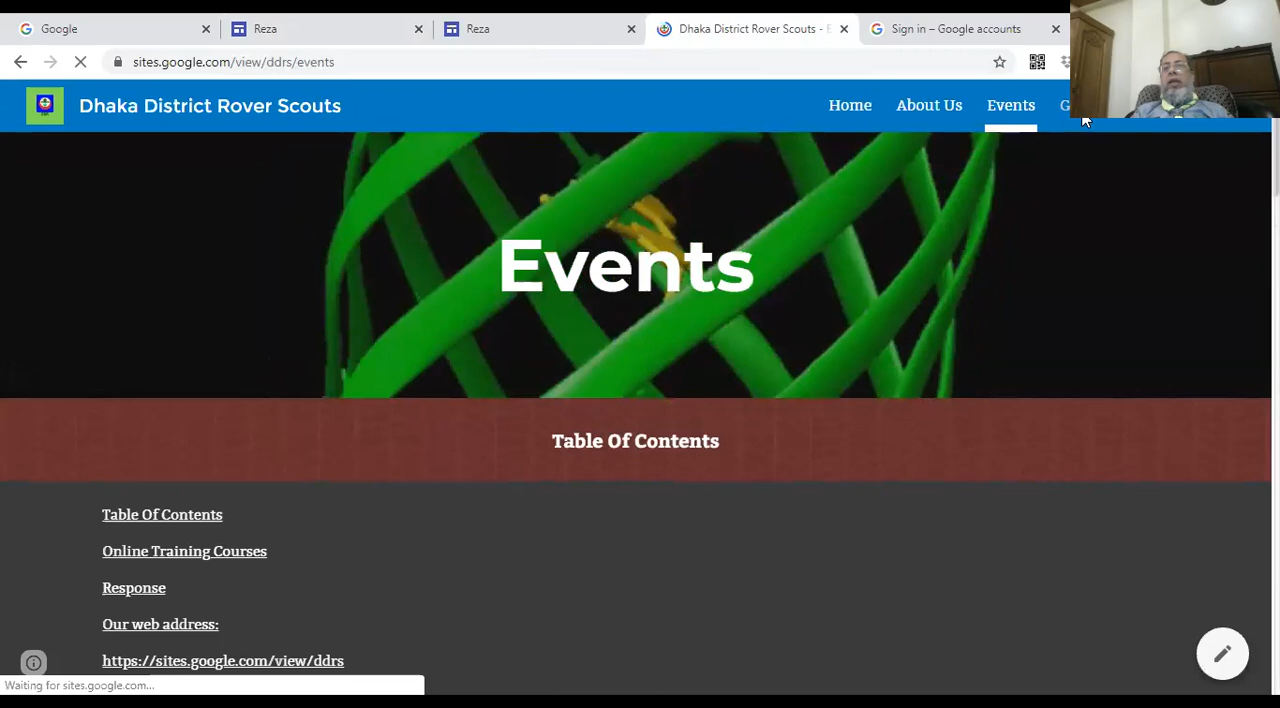 Google
Reza
Reza
Dhaka District Rover Scouts - E
Sign in – Google accounts
sites.google.com/view/ddrs/events
Dhaka District Rover Scouts
Home
About Us
Events
G
Events
Table Of Contents
Table Of Contents
Online Training Courses
Response
Our web address:
https://sites.google.com/view/ddrs
Waiting for sites.google.com...